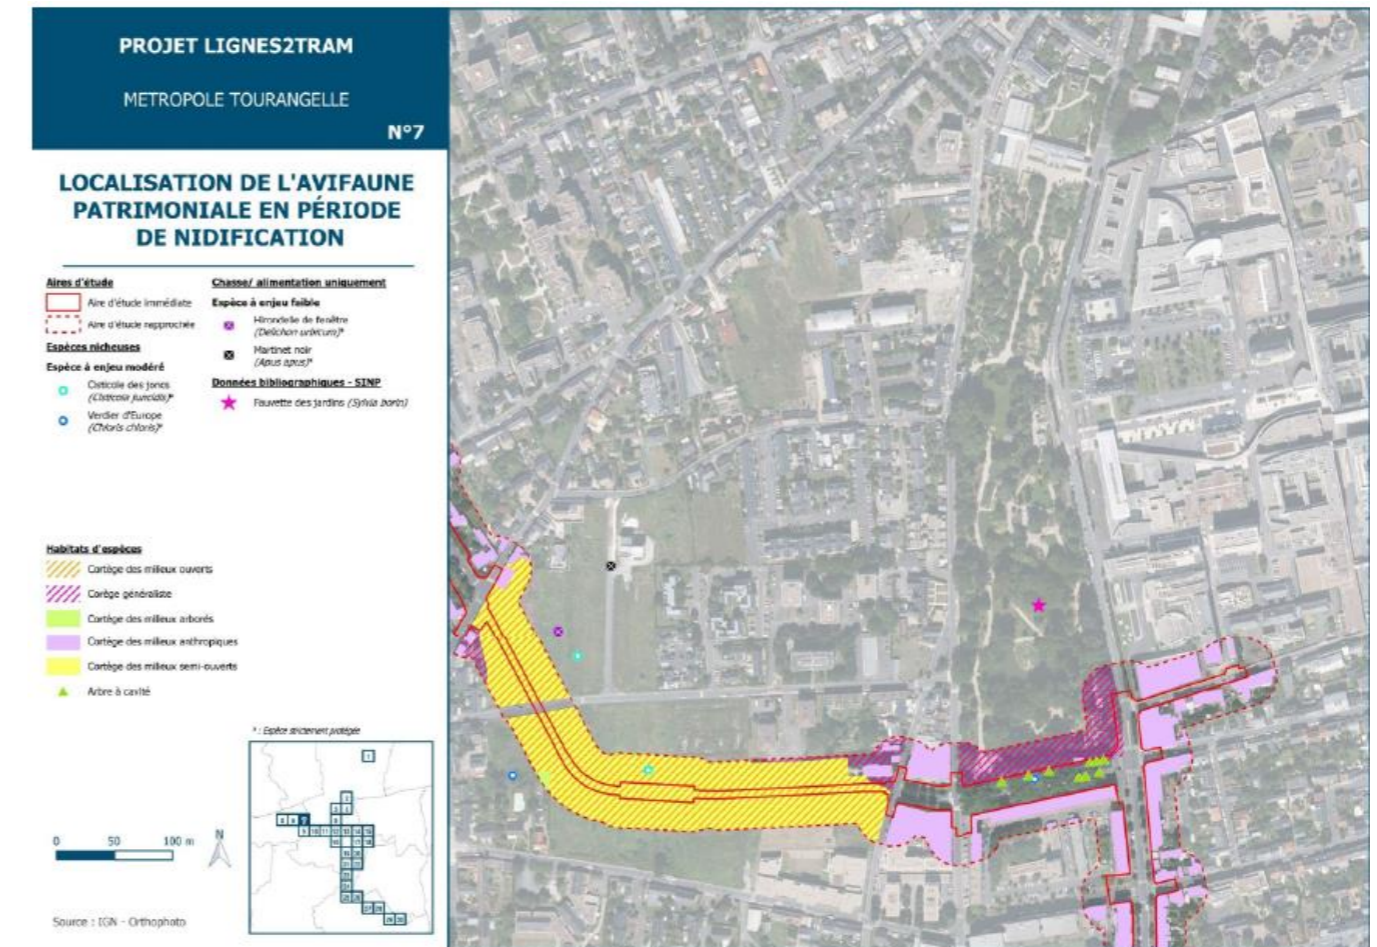 PROJET LIGNES2TRAM
METROPOLE TOURANGELLE
N°7
LOCALISATION DE L'AVIFAUNE
PATRIMONIALE EN PÉRIODE
DE NIDIFICATION
Aires d'étude
Aire d'étude immédiate
Aire d'étude rapprochée
Espèces nicheuses
Espèce à enjeu modéré
Cisticole des joncs
(Cisticola juncidis)*
Verdier d'Europe
(Chloris chloris)*
Chasse/ alimentation uniquement
Espèce à enjeu faible
Hirondelle de fenêtre
(Delichon urbicum)*
Martinet noir
(Apus apus)*
Données bibliographiques - SINP
Fauvette des jardins (Sylvia borin)
Habitats d'espèces
Cortège des milieux ouverts
Corège généraliste
Cortège des milieux arborés
Cortège des milieux anthropiques
Cortège des milieux semi-ouverts
Arbre à cavité
* : Espèce strictement protégée
0 50 100 m
N
Source : IGN - Orthophoto